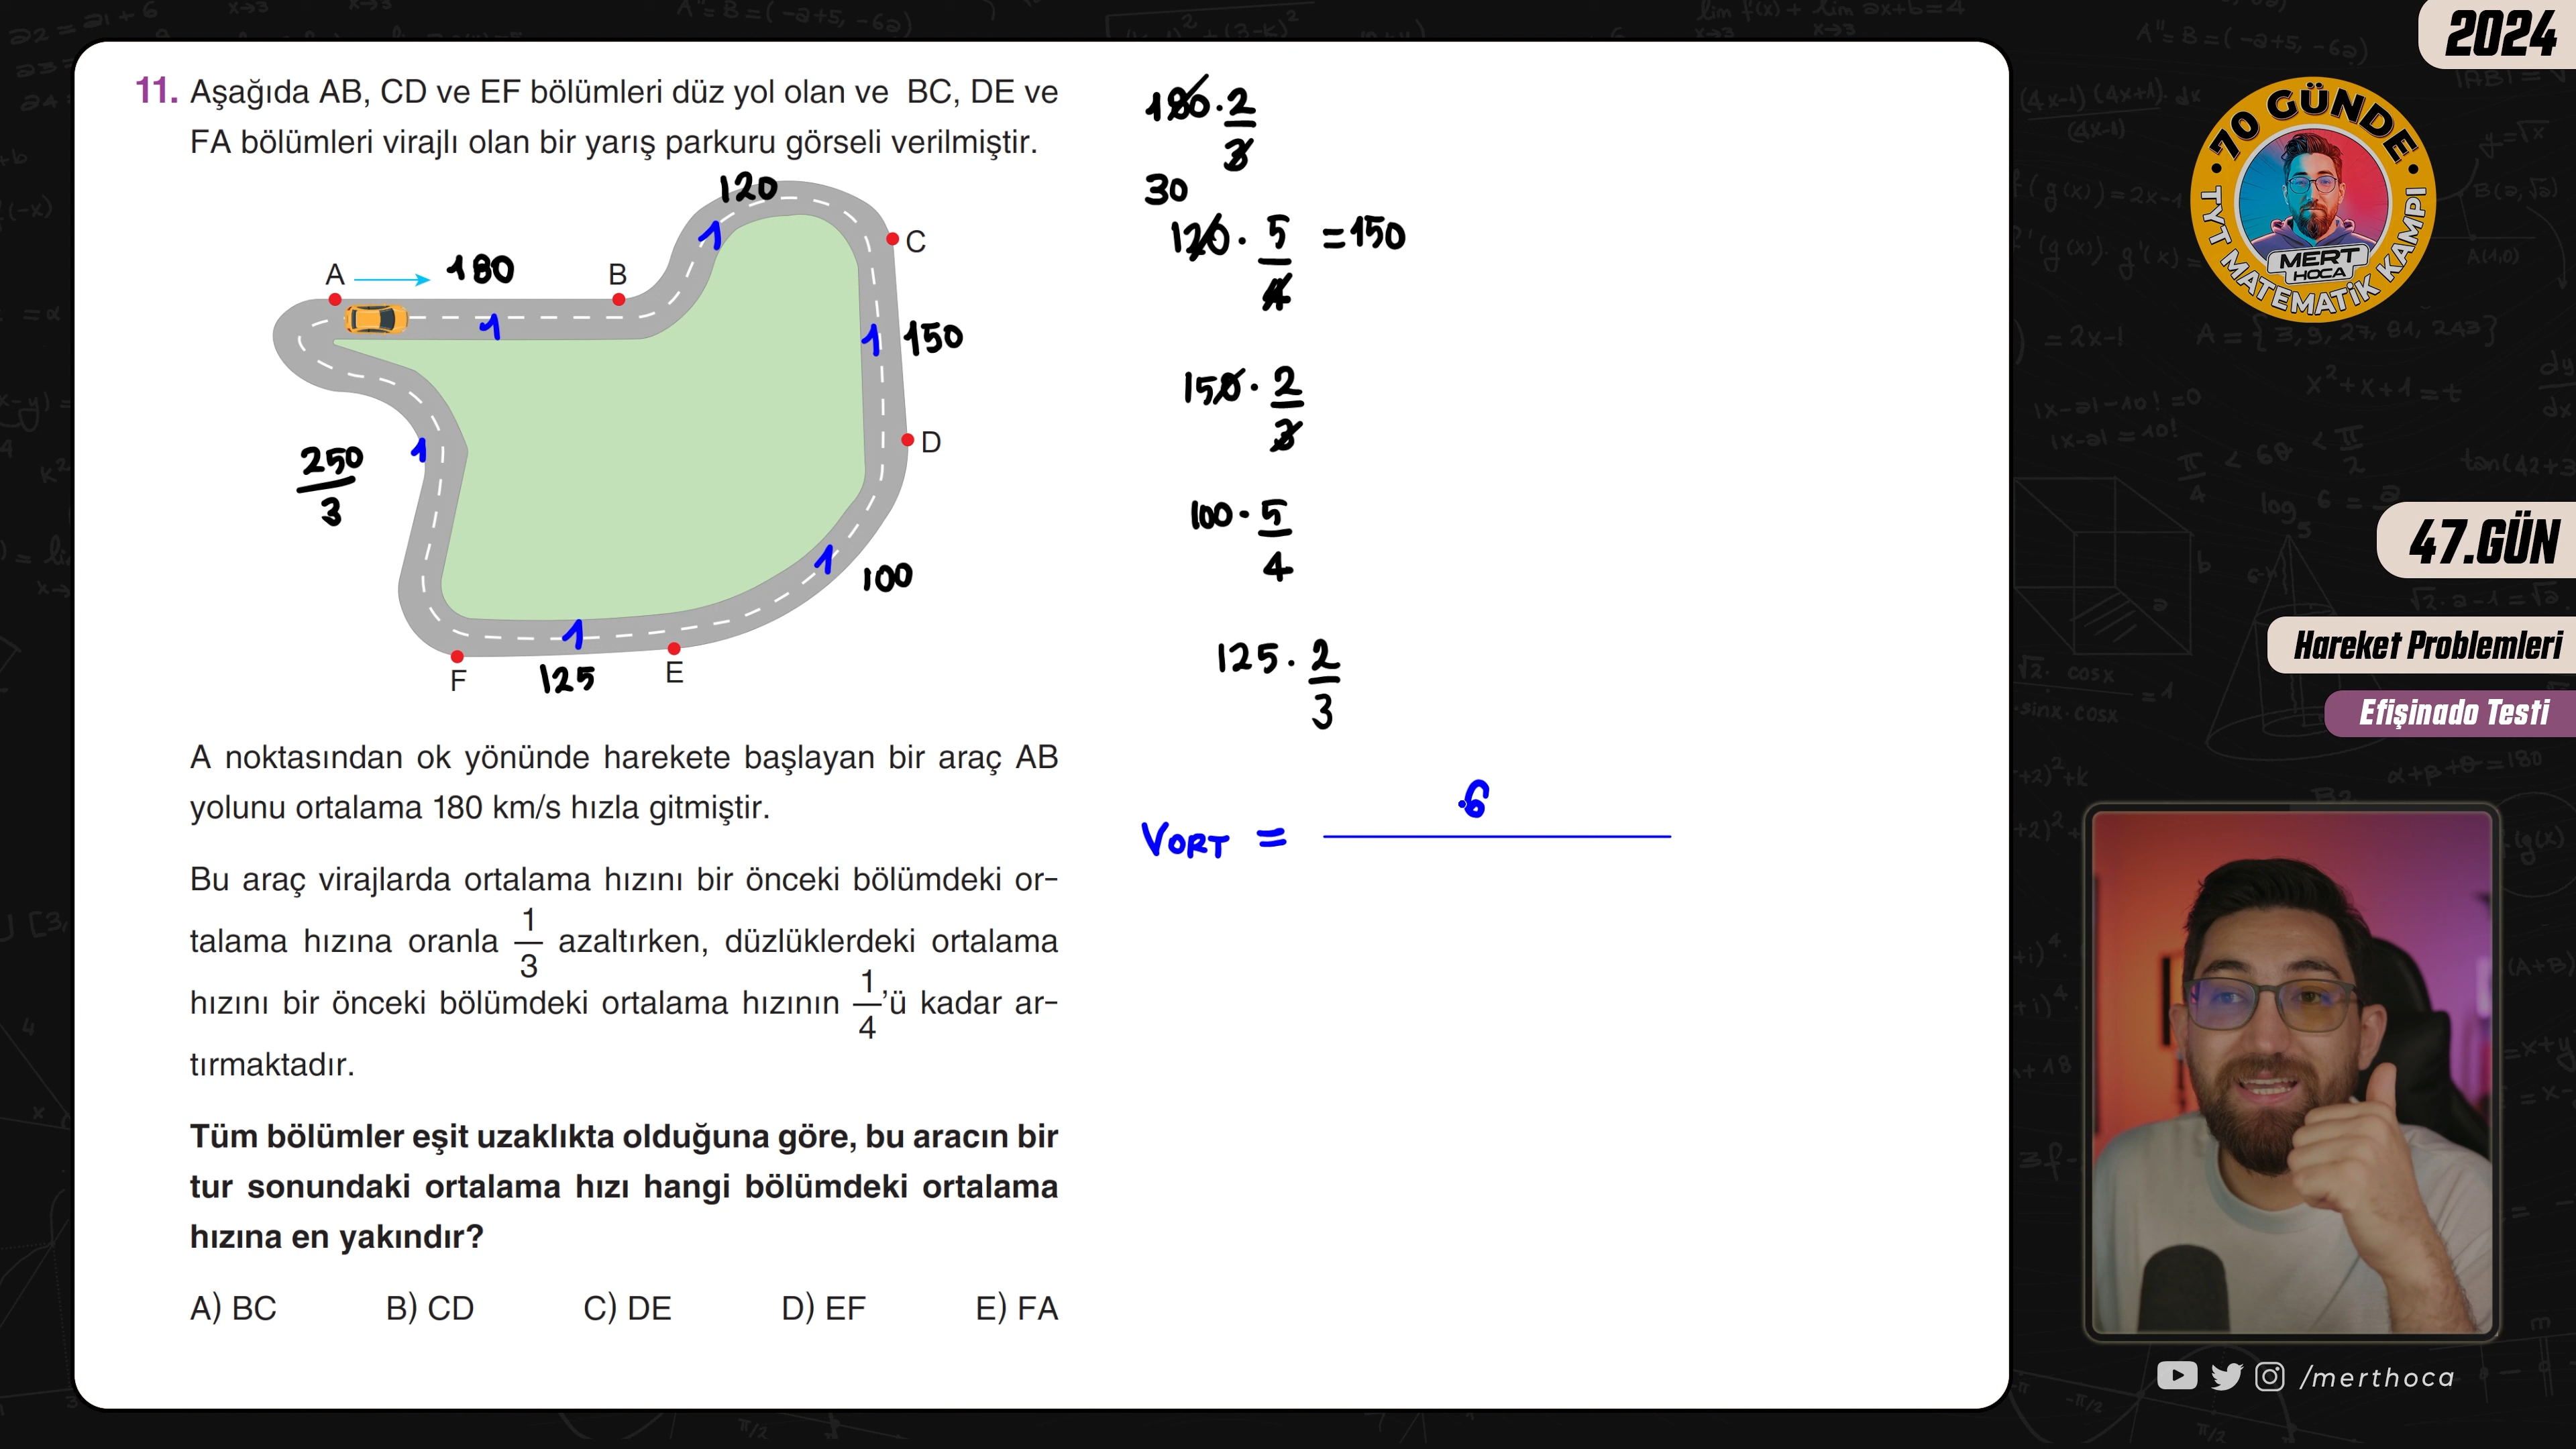 11. Aşağıda AB, CD ve EF bölümleri düz yol olan ve BC, DE ve
FA bölümleri virajlı olan bir yarış parkuru görseli verilmiştir.
120
C
A
180
B
1
1
1
150
D
1
250
3
1
100
1
F
125
E
A noktasından ok yönünde harekete başlayan bir araç AB
yolunu ortalama 180 km/s hızla gitmiştir.
Bu araç virajlarda ortalama hızını bir önceki bölümdeki or-
talama hızına oranla 1/3 azaltırken, düzlüklerdeki ortalama
hızını bir önceki bölümdeki ortalama hızının 1/4'ü kadar ar-
tırmaktadır.
Tüm bölümler eşit uzaklıkta olduğuna göre, bu aracın bir
tur sonundaki ortalama hızı hangi bölümdeki ortalama
hızına en yakındır?
A) BC B) CD C) DE D) EF E) FA
180 · 2/3
30
120 · 5/4 = 150
150 · 2/3
100 · 5/4
125 · 2/3
VORT = 6
2024
70 GÜNDE
TYT MATEMATİK KAMPI
MERT
HOCA
47.GÜN
Hareket Problemleri
Efişinado Testi
/merthoca